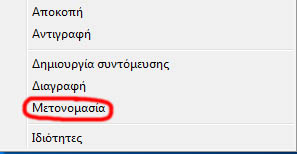 Αποκοπή
Αντιγραφή
Δημιουργία συντόμευσης
Διαγραφή
Μετονομασία
Ιδιότητες